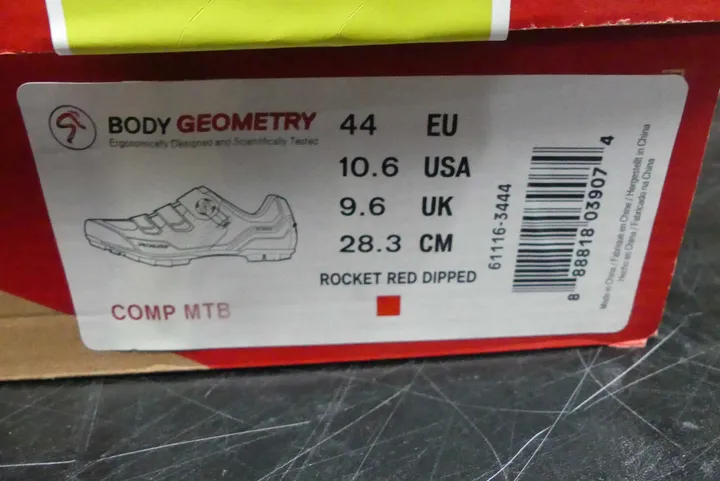 BODY GEOMETRY
Ergonomically Designed and Scientifically Tested
44 EU
10.6 USA
9.6 UK
28.3 CM
ROCKET RED DIPPED
COMP MTB
61116-3444
8 88818 03907 4
Made in China / Fabriqué en Chine / Hergestellt in China
Hecho en China / Fabricado na China